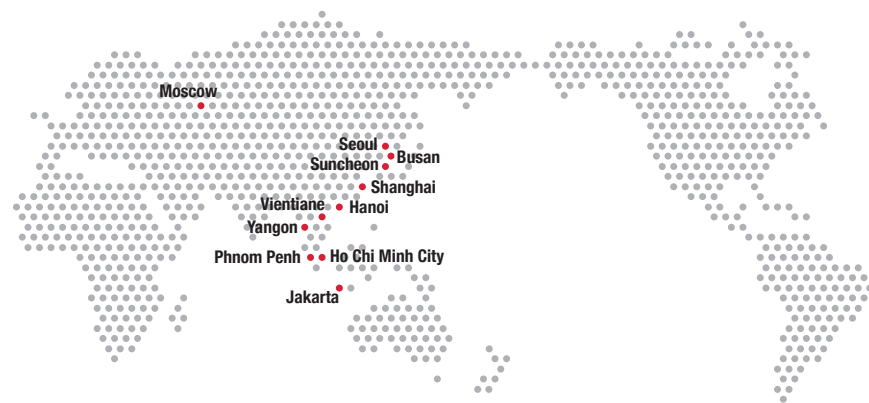 Moscow
Seoul
Busan
Suncheon
Shanghai
Vientiane
Hanoi
Yangon
Phnom Penh
Ho Chi Minh City
Jakarta